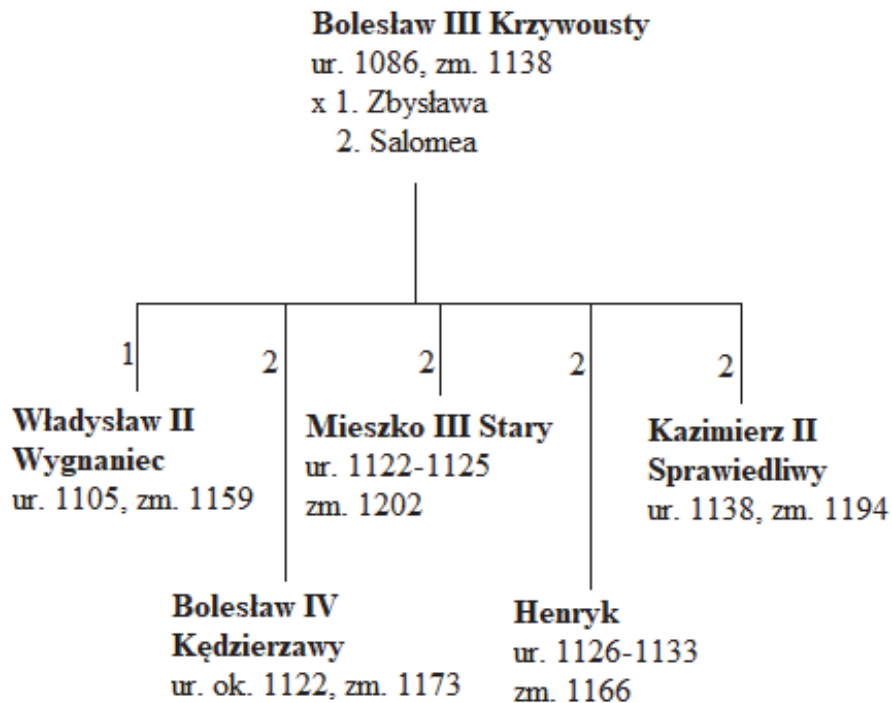 Bolesław III Krzywousty
ur. 1086, zm. 1138
x 1. Zbysława
2. Salomea
1
2
2
2
2
Władysław II
Wygnaniec
ur. 1105, zm. 1159
Mieszko III Stary
ur. 1122-1125
zm. 1202
Kazimierz II
Sprawiedliwy
ur. 1138, zm. 1194
Bolesław IV
Kędzierzawy
ur. ok. 1122, zm. 1173
Henryk
ur. 1126-1133
zm. 1166